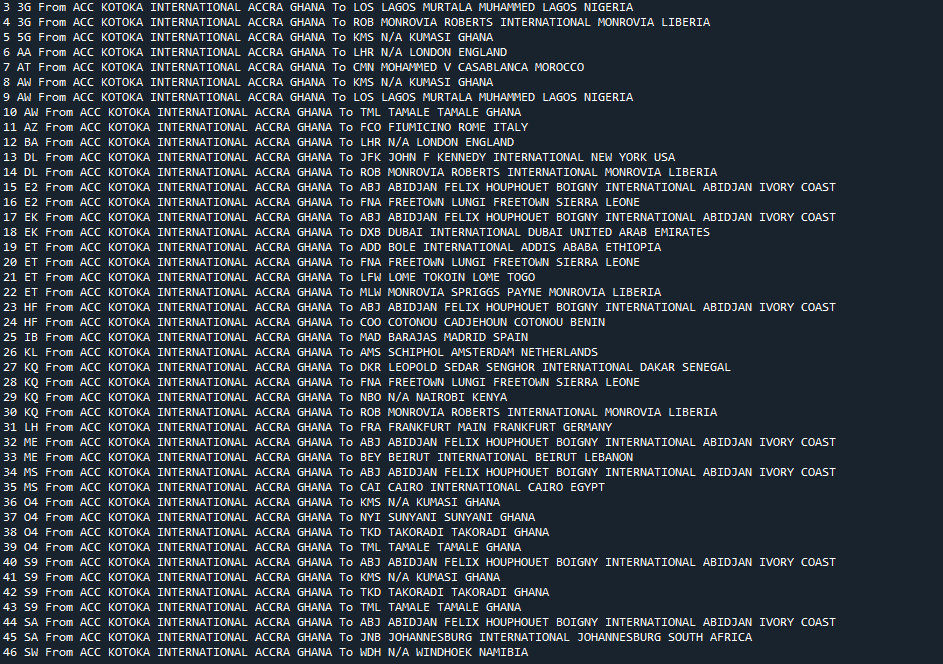 3 3G From ACC KOTOKA INTERNATIONAL ACCRA GHANA To LOS LAGOS MURTALA MUHAMMED LAGOS NIGERIA
4 3G From ACC KOTOKA INTERNATIONAL ACCRA GHANA To ROB MONROVIA ROBERTS INTERNATIONAL MONROVIA LIBERIA
5 5G From ACC KOTOKA INTERNATIONAL ACCRA GHANA To KMS N/A KUMASI GHANA
6 AA From ACC KOTOKA INTERNATIONAL ACCRA GHANA To LHR N/A LONDON ENGLAND
7 AT From ACC KOTOKA INTERNATIONAL ACCRA GHANA To CMN MOHAMMED V CASABLANCA MOROCCO
8 AW From ACC KOTOKA INTERNATIONAL ACCRA GHANA To KMS N/A KUMASI GHANA
9 AW From ACC KOTOKA INTERNATIONAL ACCRA GHANA To LOS LAGOS MURTALA MUHAMMED LAGOS NIGERIA
10 AW From ACC KOTOKA INTERNATIONAL ACCRA GHANA To TML TAMALE TAMALE GHANA
11 AZ From ACC KOTOKA INTERNATIONAL ACCRA GHANA To FCO FIUMICINO ROME ITALY
12 BA From ACC KOTOKA INTERNATIONAL ACCRA GHANA To LHR N/A LONDON ENGLAND
13 DL From ACC KOTOKA INTERNATIONAL ACCRA GHANA To JFK JOHN F KENNEDY INTERNATIONAL NEW YORK USA
14 DL From ACC KOTOKA INTERNATIONAL ACCRA GHANA To ROB MONROVIA ROBERTS INTERNATIONAL MONROVIA LIBERIA
15 E2 From ACC KOTOKA INTERNATIONAL ACCRA GHANA To ABJ ABIDJAN FELIX HOUPHOUET BOIGNY INTERNATIONAL ABIDJAN IVORY COAST
16 E2 From ACC KOTOKA INTERNATIONAL ACCRA GHANA To FNA FREETOWN LUNGI FREETOWN SIERRA LEONE
17 EK From ACC KOTOKA INTERNATIONAL ACCRA GHANA To ABJ ABIDJAN FELIX HOUPHOUET BOIGNY INTERNATIONAL ABIDJAN IVORY COAST
18 EK From ACC KOTOKA INTERNATIONAL ACCRA GHANA To DXB DUBAI INTERNATIONAL DUBAI UNITED ARAB EMIRATES
19 ET From ACC KOTOKA INTERNATIONAL ACCRA GHANA To ADD BOLE INTERNATIONAL ADDIS ABABA ETHIOPIA
20 ET From ACC KOTOKA INTERNATIONAL ACCRA GHANA To FNA FREETOWN LUNGI FREETOWN SIERRA LEONE
21 ET From ACC KOTOKA INTERNATIONAL ACCRA GHANA To LFW LOME TOKOIN LOME TOGO
22 ET From ACC KOTOKA INTERNATIONAL ACCRA GHANA To MLW MONROVIA SPRIGGS PAYNE MONROVIA LIBERIA
23 HF From ACC KOTOKA INTERNATIONAL ACCRA GHANA To ABJ ABIDJAN FELIX HOUPHOUET BOIGNY INTERNATIONAL ABIDJAN IVORY COAST
24 HF From ACC KOTOKA INTERNATIONAL ACCRA GHANA To COO COTONOU CADJEHOUN COTONOU BENIN
25 IB From ACC KOTOKA INTERNATIONAL ACCRA GHANA To MAD BARAJAS MADRID SPAIN
26 KL From ACC KOTOKA INTERNATIONAL ACCRA GHANA To AMS SCHIPHOL AMSTERDAM NETHERLANDS
27 KQ From ACC KOTOKA INTERNATIONAL ACCRA GHANA To DKR LEOPOLD SEDAR SENGHOR INTERNATIONAL DAKAR SENEGAL
28 KQ From ACC KOTOKA INTERNATIONAL ACCRA GHANA To FNA FREETOWN LUNGI FREETOWN SIERRA LEONE
29 KQ From ACC KOTOKA INTERNATIONAL ACCRA GHANA To NBO N/A NAIROBI KENYA
30 KQ From ACC KOTOKA INTERNATIONAL ACCRA GHANA To ROB MONROVIA ROBERTS INTERNATIONAL MONROVIA LIBERIA
31 LH From ACC KOTOKA INTERNATIONAL ACCRA GHANA To FRA FRANKFURT MAIN FRANKFURT GERMANY
32 ME From ACC KOTOKA INTERNATIONAL ACCRA GHANA To ABJ ABIDJAN FELIX HOUPHOUET BOIGNY INTERNATIONAL ABIDJAN IVORY COAST
33 ME From ACC KOTOKA INTERNATIONAL ACCRA GHANA To BEY BEIRUT INTERNATIONAL BEIRUT LEBANON
34 MS From ACC KOTOKA INTERNATIONAL ACCRA GHANA To ABJ ABIDJAN FELIX HOUPHOUET BOIGNY INTERNATIONAL ABIDJAN IVORY COAST
35 MS From ACC KOTOKA INTERNATIONAL ACCRA GHANA To CAI CAIRO INTERNATIONAL CAIRO EGYPT
36 O4 From ACC KOTOKA INTERNATIONAL ACCRA GHANA To KMS N/A KUMASI GHANA
37 O4 From ACC KOTOKA INTERNATIONAL ACCRA GHANA To NYI SUNYANI SUNYANI GHANA
38 O4 From ACC KOTOKA INTERNATIONAL ACCRA GHANA To TKD TAKORADI TAKORADI GHANA
39 O4 From ACC KOTOKA INTERNATIONAL ACCRA GHANA To TML TAMALE TAMALE GHANA
40 S9 From ACC KOTOKA INTERNATIONAL ACCRA GHANA To ABJ ABIDJAN FELIX HOUPHOUET BOIGNY INTERNATIONAL ABIDJAN IVORY COAST
41 S9 From ACC KOTOKA INTERNATIONAL ACCRA GHANA To KMS N/A KUMASI GHANA
42 S9 From ACC KOTOKA INTERNATIONAL ACCRA GHANA To TKD TAKORADI TAKORADI GHANA
43 S9 From ACC KOTOKA INTERNATIONAL ACCRA GHANA To TML TAMALE TAMALE GHANA
44 SA From ACC KOTOKA INTERNATIONAL ACCRA GHANA To ABJ ABIDJAN FELIX HOUPHOUET BOIGNY INTERNATIONAL ABIDJAN IVORY COAST
45 SA From ACC KOTOKA INTERNATIONAL ACCRA GHANA To JNB JOHANNESBURG INTERNATIONAL JOHANNESBURG SOUTH AFRICA
46 SW From ACC KOTOKA INTERNATIONAL ACCRA GHANA To WDH N/A WINDHOEK NAMIBIA